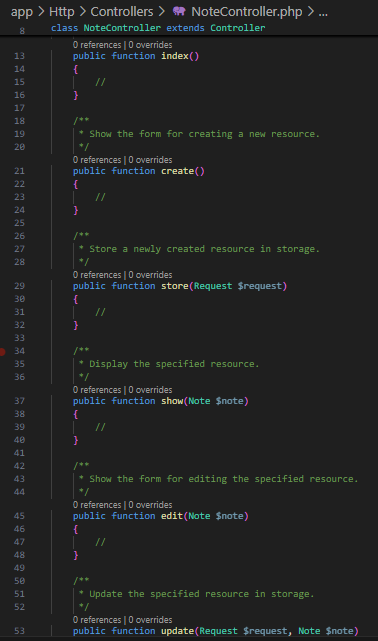 app > Http > Controllers > NoteController.php > ...
8 class NoteController extends Controller
0 references | 0 overrides
13 public function index()
14 {
15 //
16 }
17
18 /**
19 * Show the form for creating a new resource.
20 */
0 references | 0 overrides
21 public function create()
22 {
23 //
24 }
25
26 /**
27 * Store a newly created resource in storage.
28 */
0 references | 0 overrides
29 public function store(Request $request)
30 {
31 //
32 }
33
34 /**
35 * Display the specified resource.
36 */
0 references | 0 overrides
37 public function show(Note $note)
38 {
39 //
40 }
41
42 /**
43 * Show the form for editing the specified resource.
44 */
0 references | 0 overrides
45 public function edit(Note $note)
46 {
47 //
48 }
49
50 /**
51 * Update the specified resource in storage.
52 */
0 references | 0 overrides
53 public function update(Request $request, Note $note)